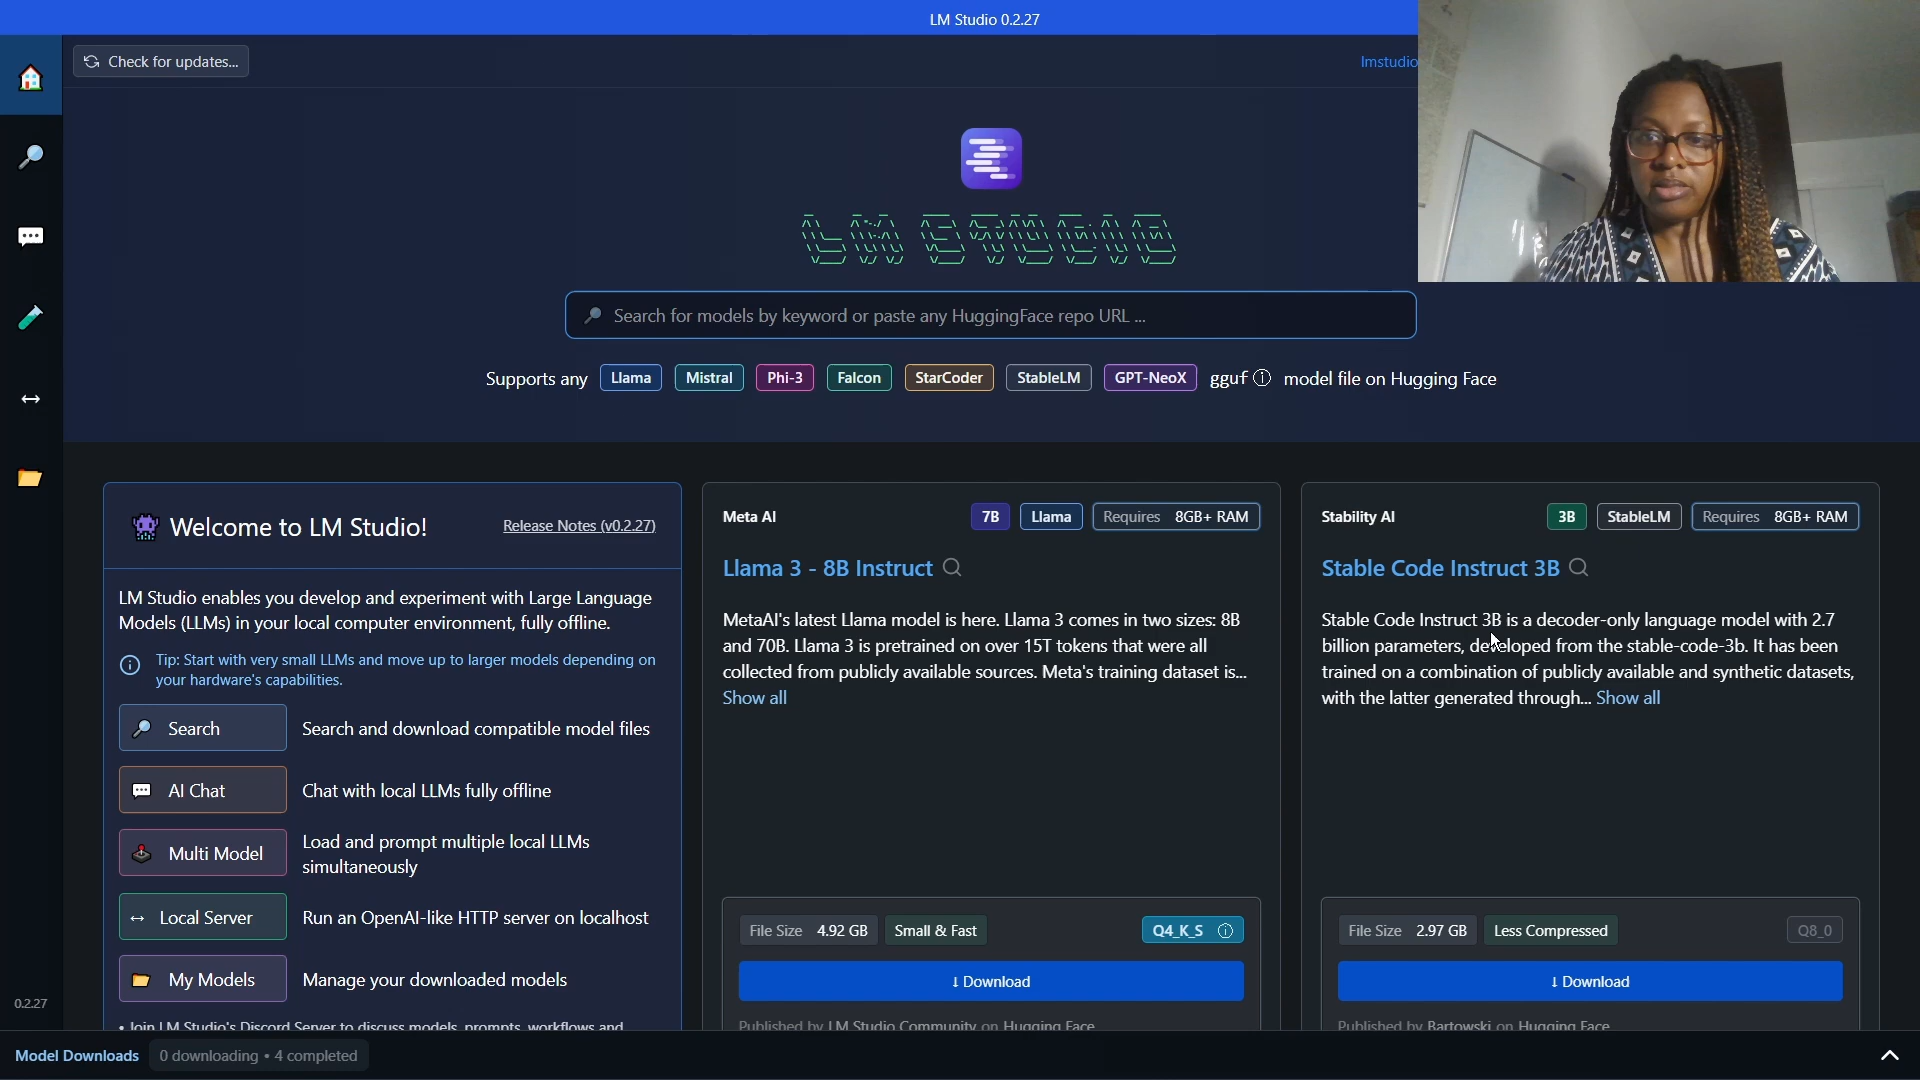 LM Studio 0.2.27
Check for updates...
lmstudio
LM STUDIO
Search for models by keyword or paste any HuggingFace repo URL ...
Supports any Llama Mistral Phi-3 Falcon StarCoder StableLM GPT-NeoX gguf model file on Hugging Face
Welcome to LM Studio!
Release Notes (v0.2.27)
LM Studio enables you develop and experiment with Large Language
Models (LLMs) in your local computer environment, fully offline.
Tip: Start with very small LLMs and move up to larger models depending on
your hardware's capabilities.
Search Search and download compatible model files
AI Chat Chat with local LLMs fully offline
Multi Model Load and prompt multiple local LLMs
simultaneously
Local Server Run an OpenAI-like HTTP server on localhost
My Models Manage your downloaded models
• Join LM Studio's Discord Server to discuss models, prompts, workflows and
Meta AI 7B Llama Requires 8GB+ RAM
Llama 3 - 8B Instruct
MetaAI's latest Llama model is here. Llama 3 comes in two sizes: 8B
and 70B. Llama 3 is pretrained on over 15T tokens that were all
collected from publicly available sources. Meta's training dataset is...
Show all
File Size 4.92 GB Small & Fast Q4_K_S
Download
Published by LM Studio Community on Hugging Face
Stability AI 3B StableLM Requires 8GB+ RAM
Stable Code Instruct 3B
Stable Code Instruct 3B is a decoder-only language model with 2.7
billion parameters, developed from the stable-code-3b. It has been
trained on a combination of publicly available and synthetic datasets,
with the latter generated through... Show all
File Size 2.97 GB Less Compressed Q8_0
Download
Published by Bartowski on Hugging Face
0.2.27
Model Downloads 0 downloading • 4 completed